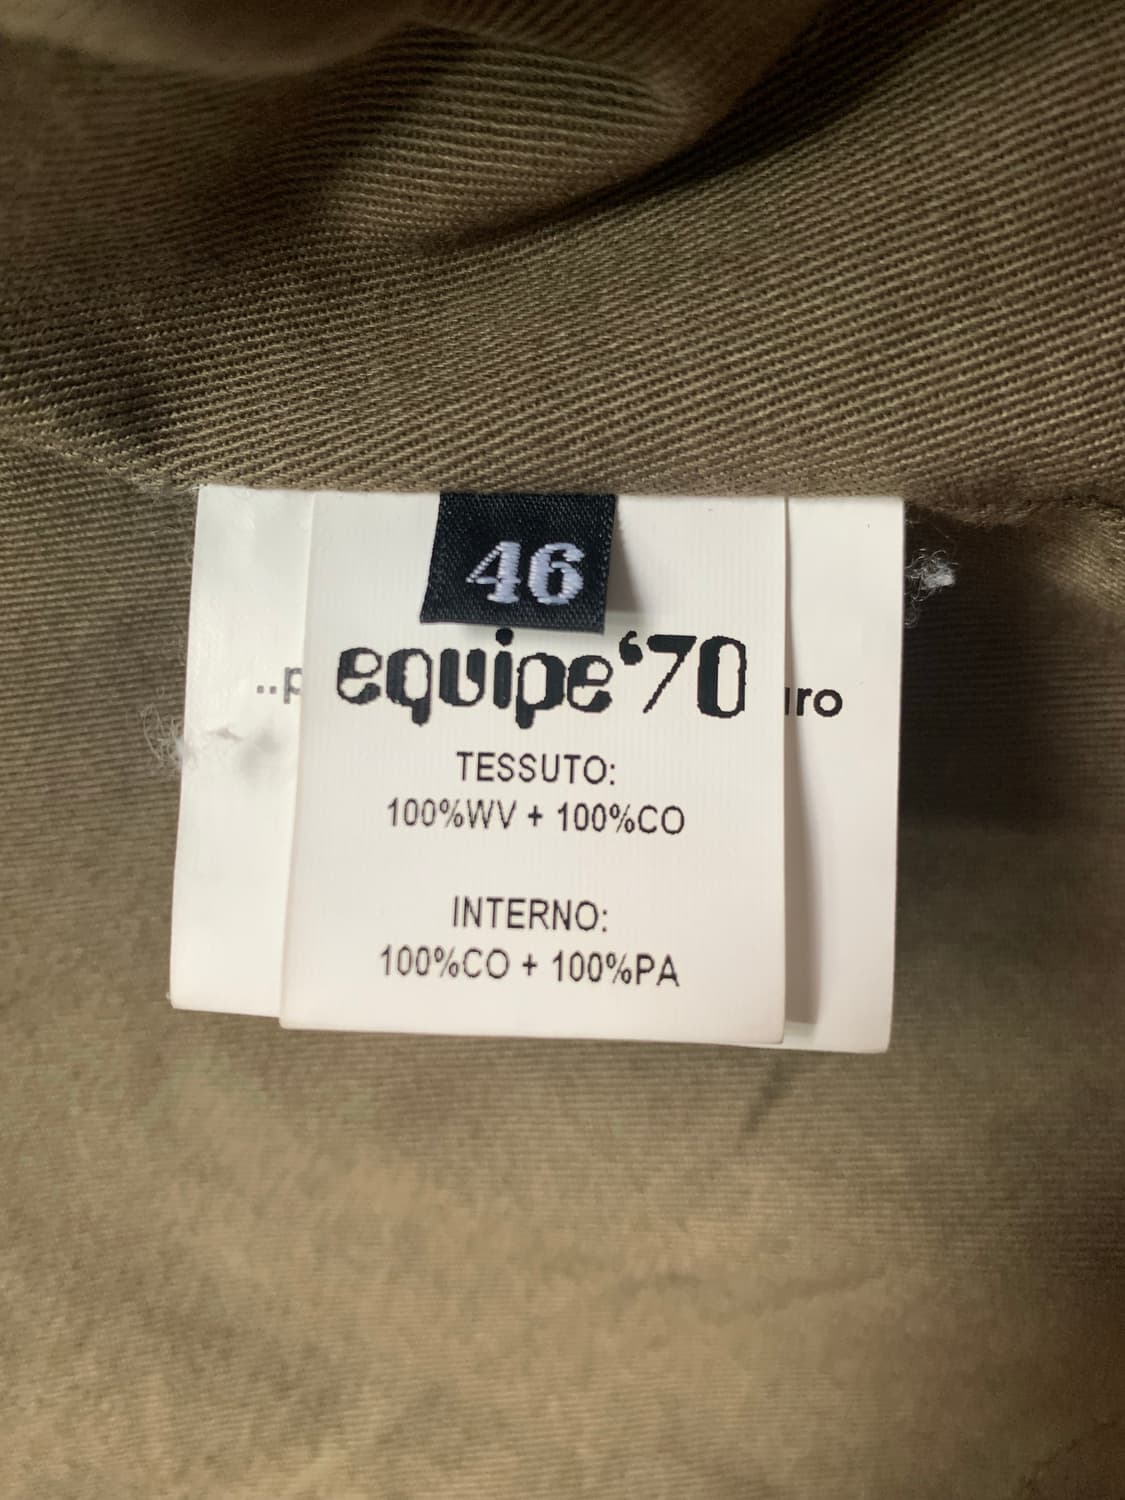 46
equipe‘70
TESSUTO:
100%WV + 100%CO
INTERNO:
100%CO + 100%PA